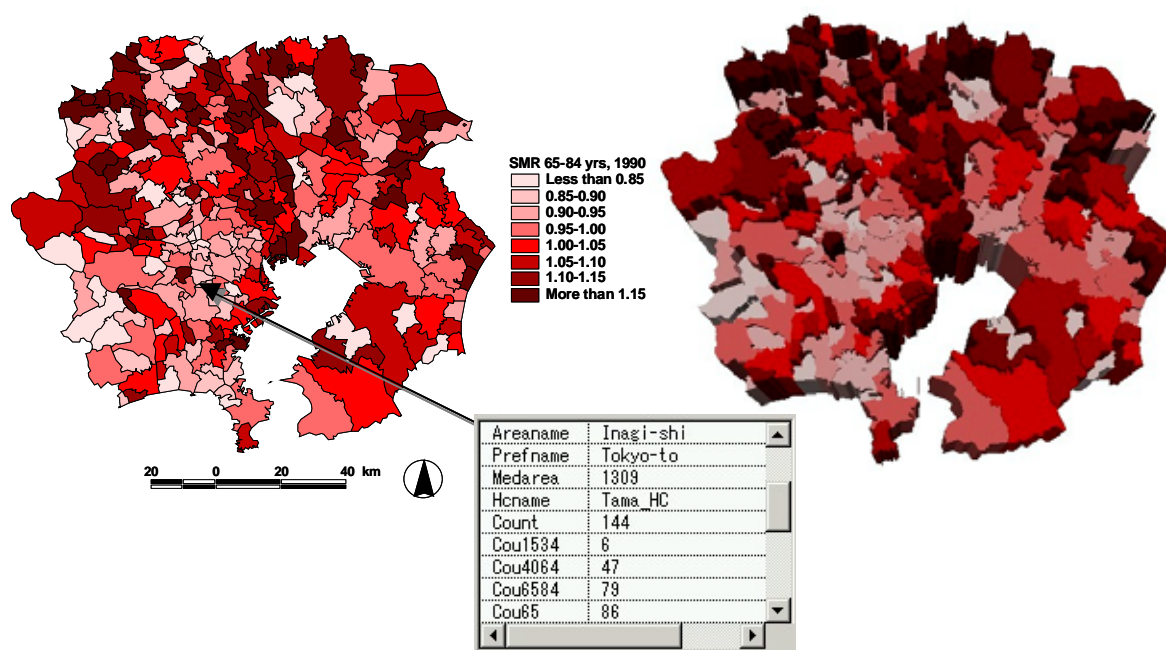 SMR 65-84 yrs, 1990
Less than 0.85
0.85-0.90
0.90-0.95
0.95-1.00
1.00-1.05
1.05-1.10
1.10-1.15
More than 1.15
20 0 20 40 km
Areaname Inagi-shi
Prefname Tokyo-to
Medarea 1309
Hcname Tama_HC
Count 144
Cou1534 6
Cou4064 47
Cou6584 79
Cou65 86